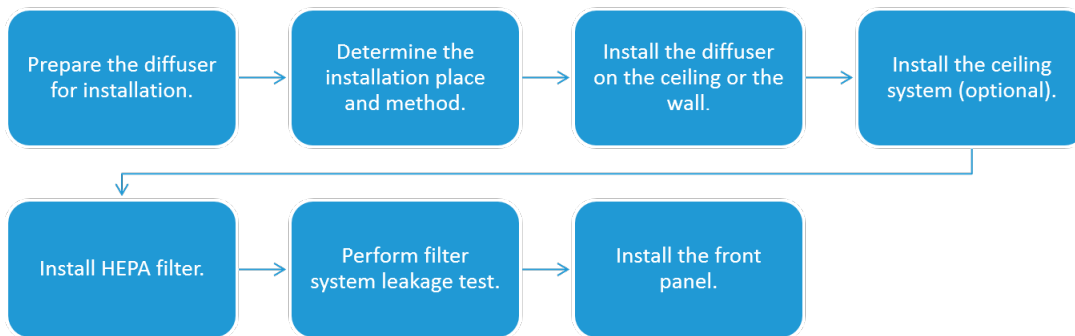 Prepare the diffuser
for installation.
Determine the
installation place
and method.
Install the diffuser
on the ceiling or the
wall.
Install the ceiling
system (optional).
Install HEPA filter.
Perform filter
system leakage test.
Install the front
panel.